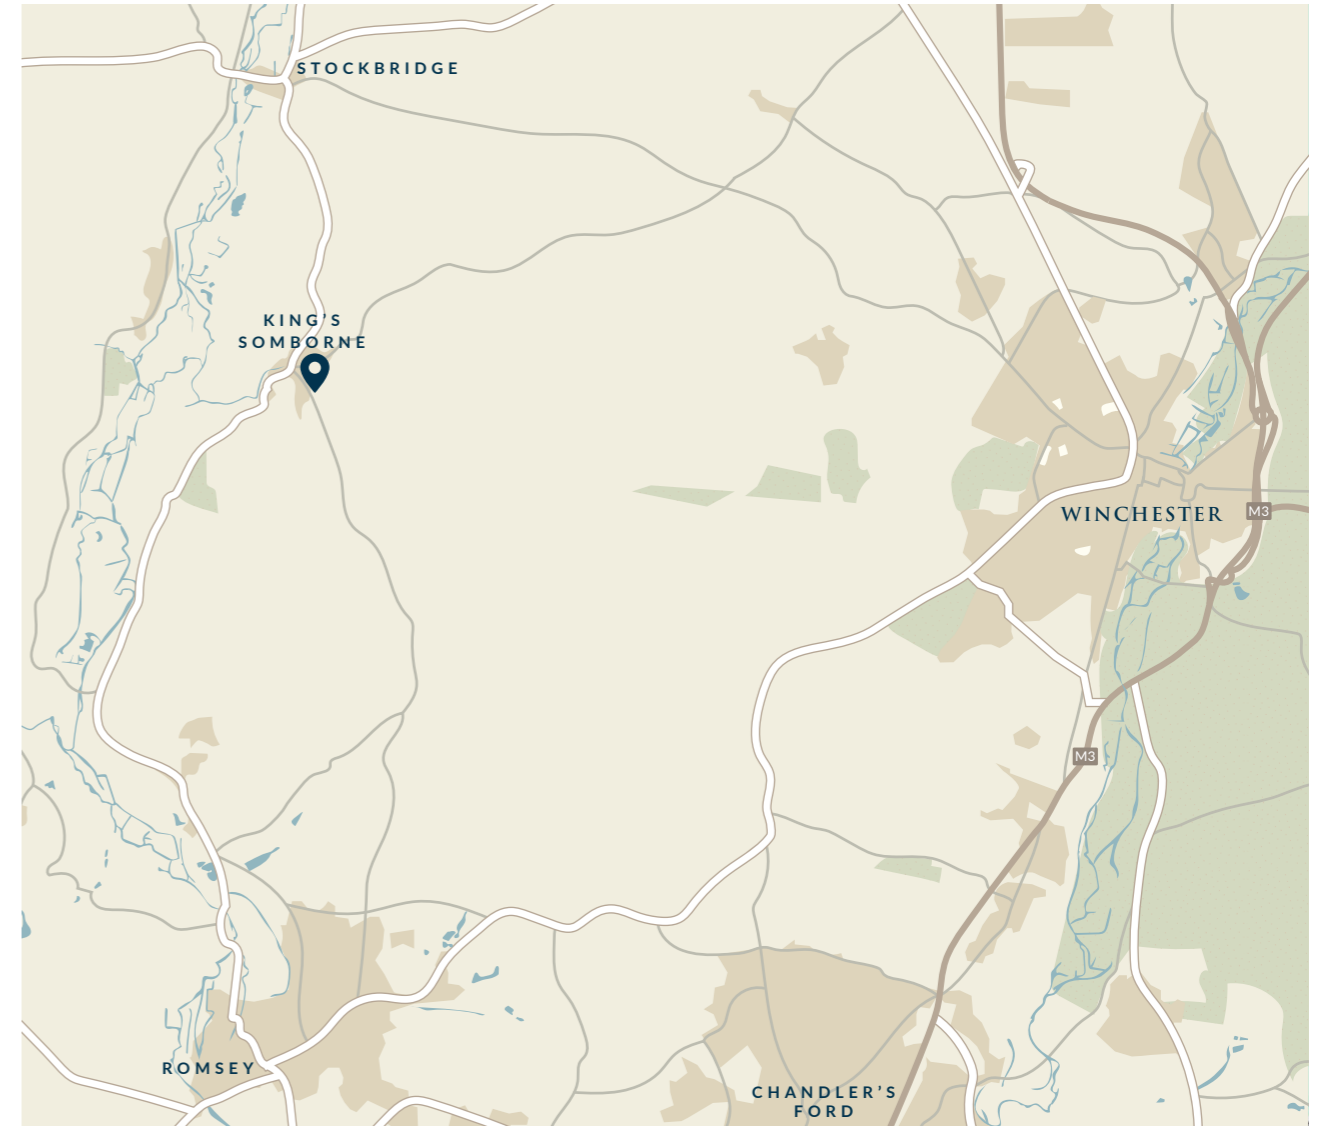 STOCKBRIDGE
KING'S
SOMBORNE
WINCHESTER
M3
M3
ROMSEY
CHANDLER'S
FORD